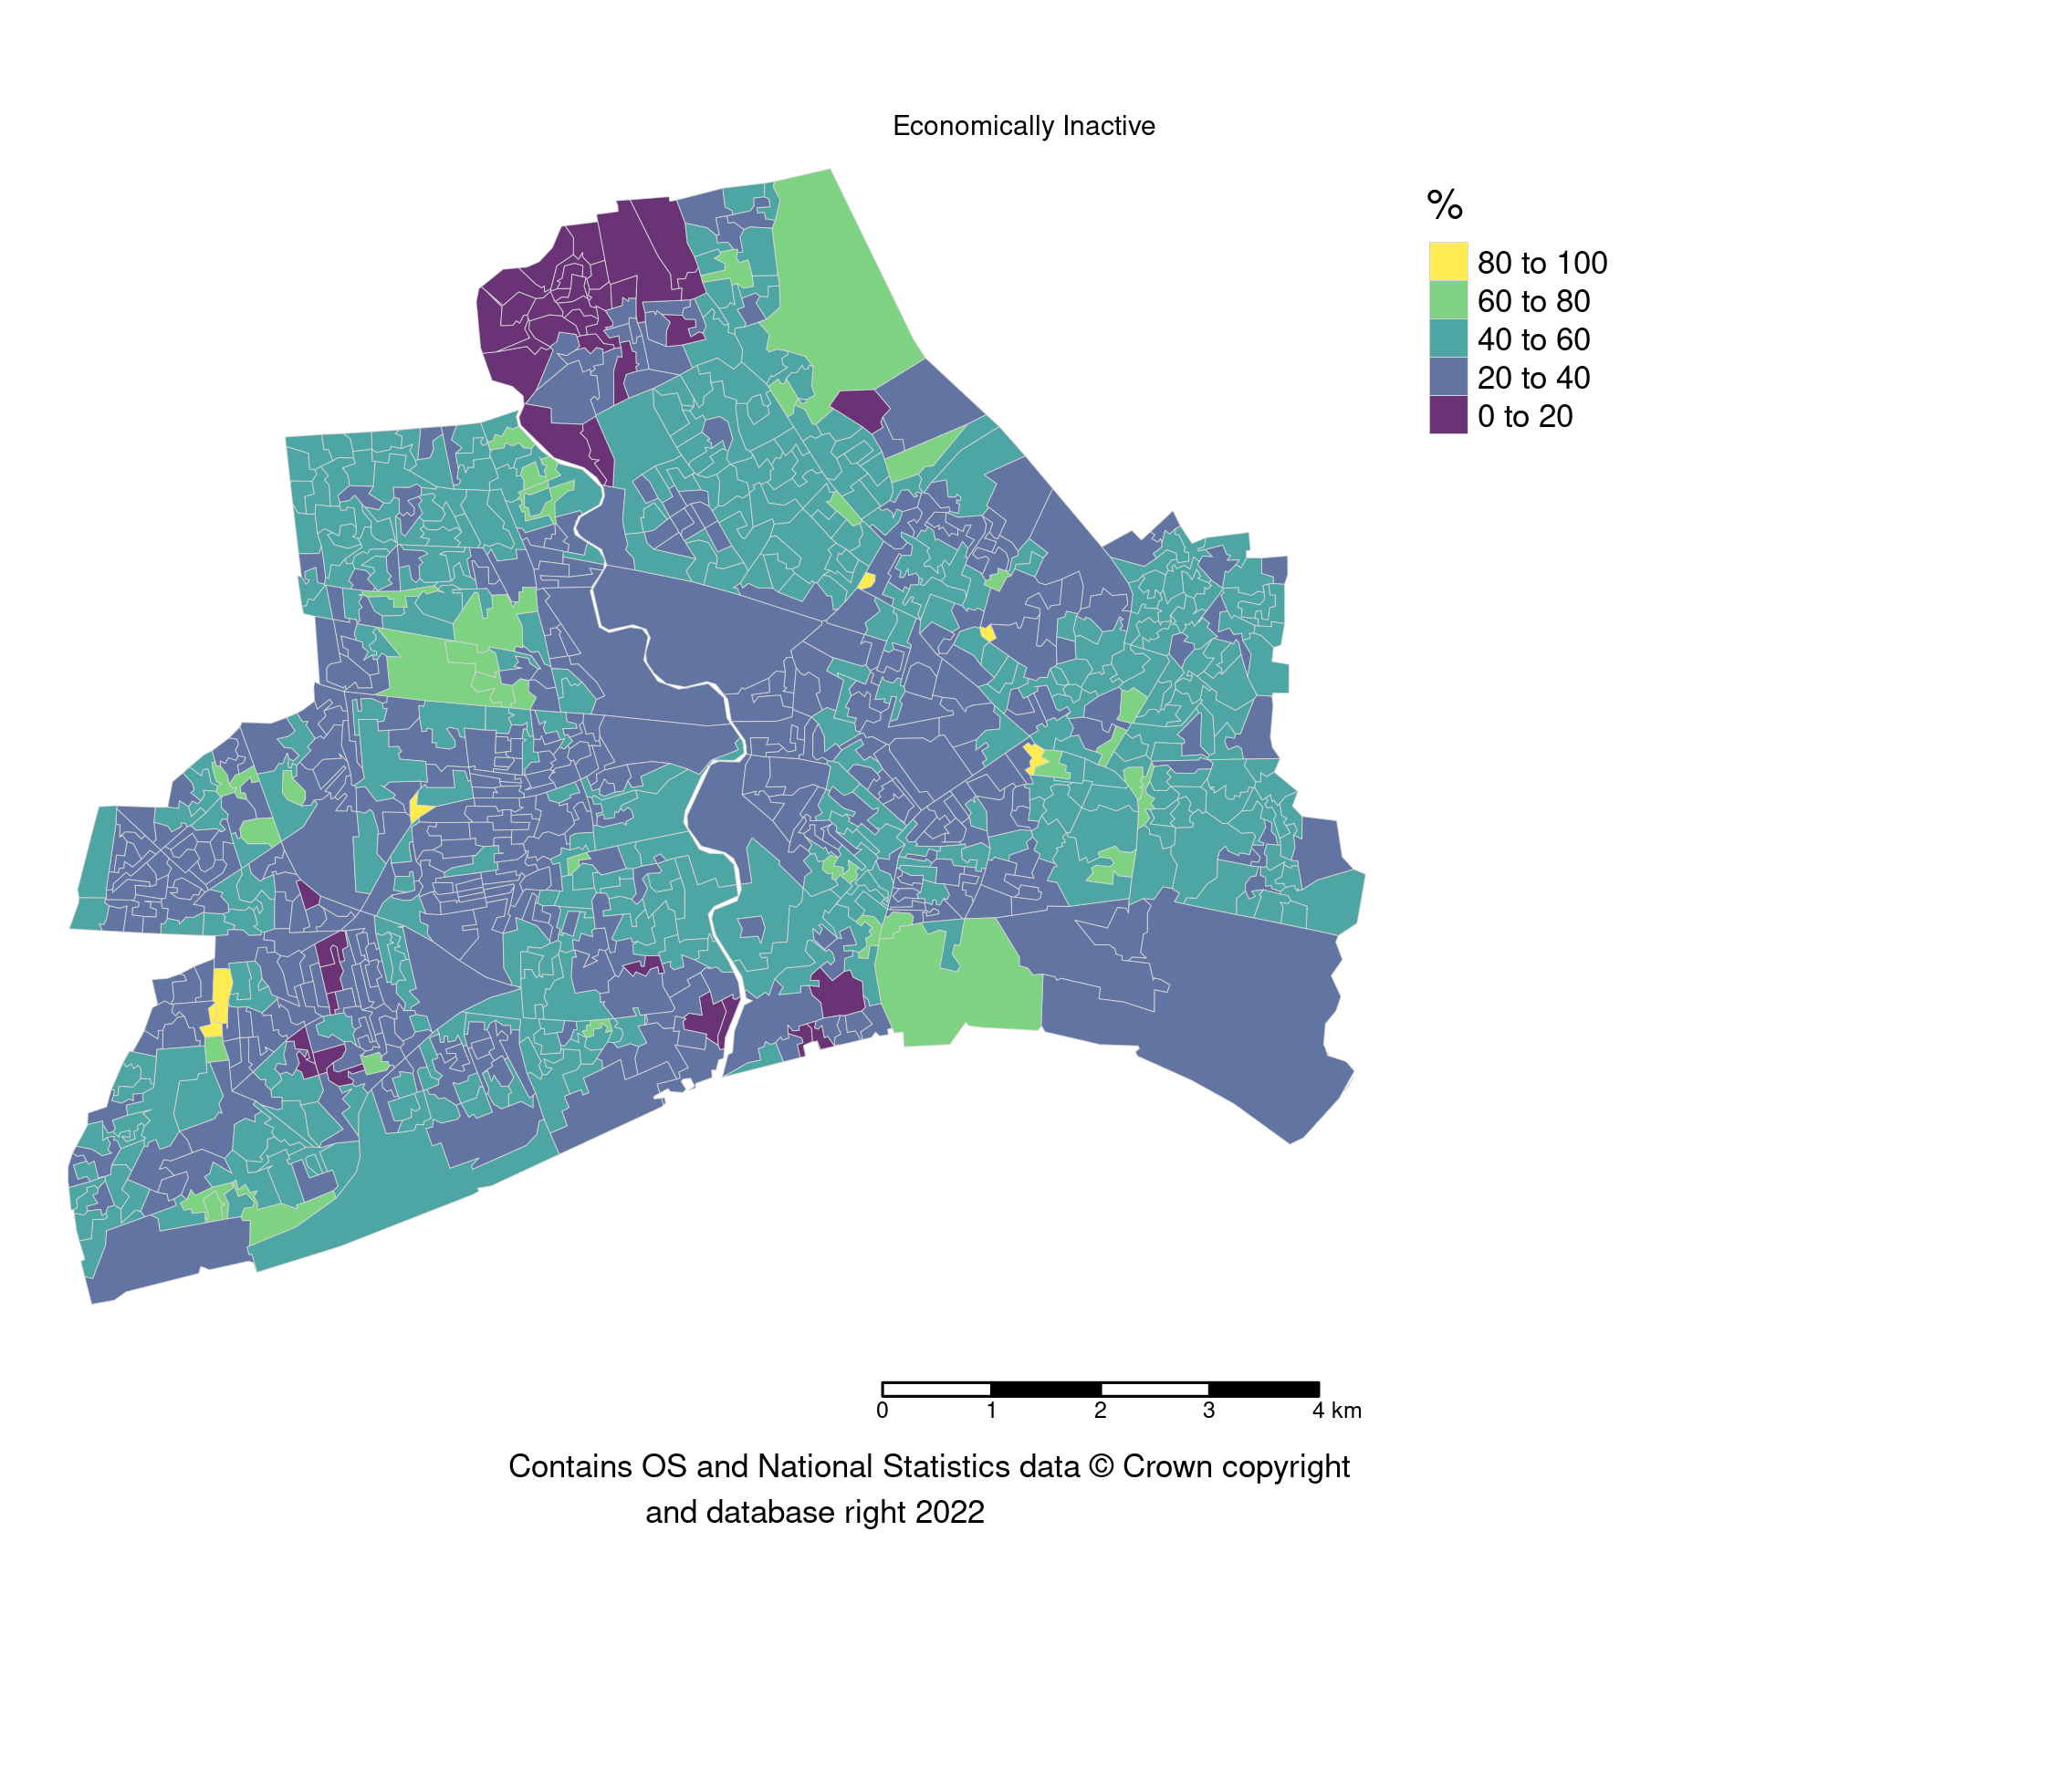 Economically Inactive
%
80 to 100
60 to 80
40 to 60
20 to 40
0 to 20
0 1 2 3 4 km
Contains OS and National Statistics data © Crown copyright
and database right 2022